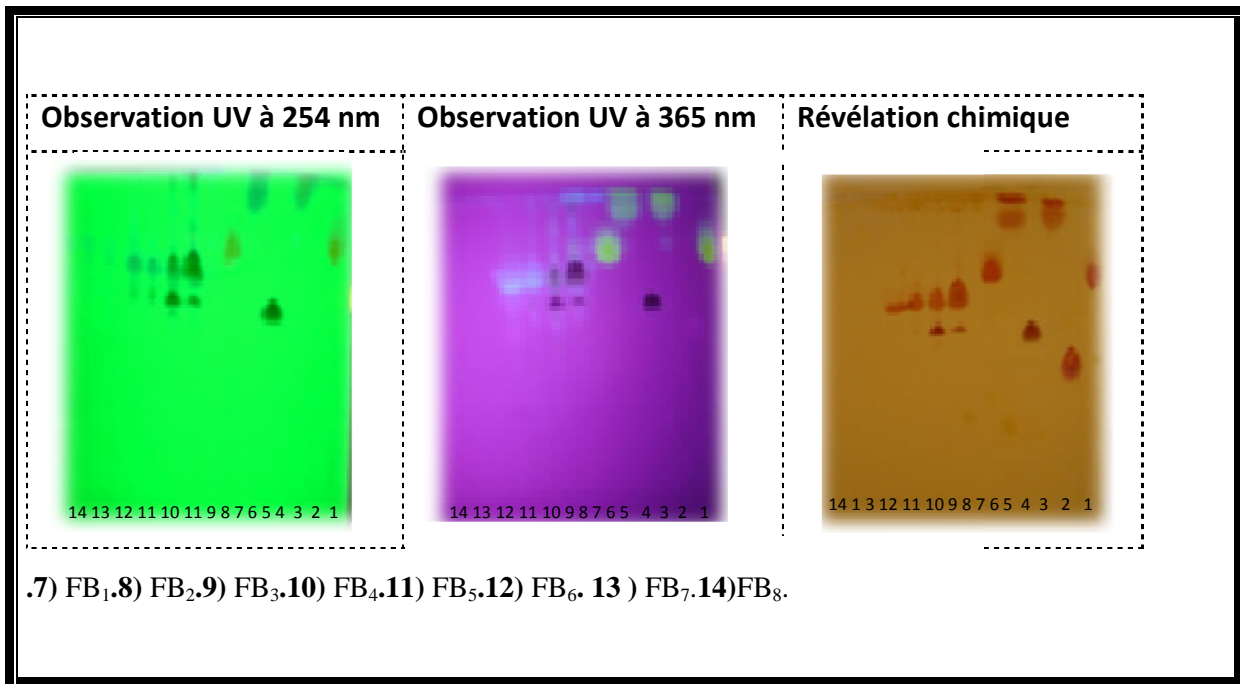 Observation UV à 254 nm
Observation UV à 365 nm
Révélation chimique
14 13 12 11 10 11 9 8 7 6 5 4 3 2 1
14 13 12 11 10 9 8 7 6 5 4 3 2 1
14 1 3 12 11 10 9 8 7 6 5 4 3 2 1
.7) FB₁.8) FB₂.9) FB₃.10) FB₄.11) FB₅.12) FB₆. 13 ) FB₇.14)FB₈.